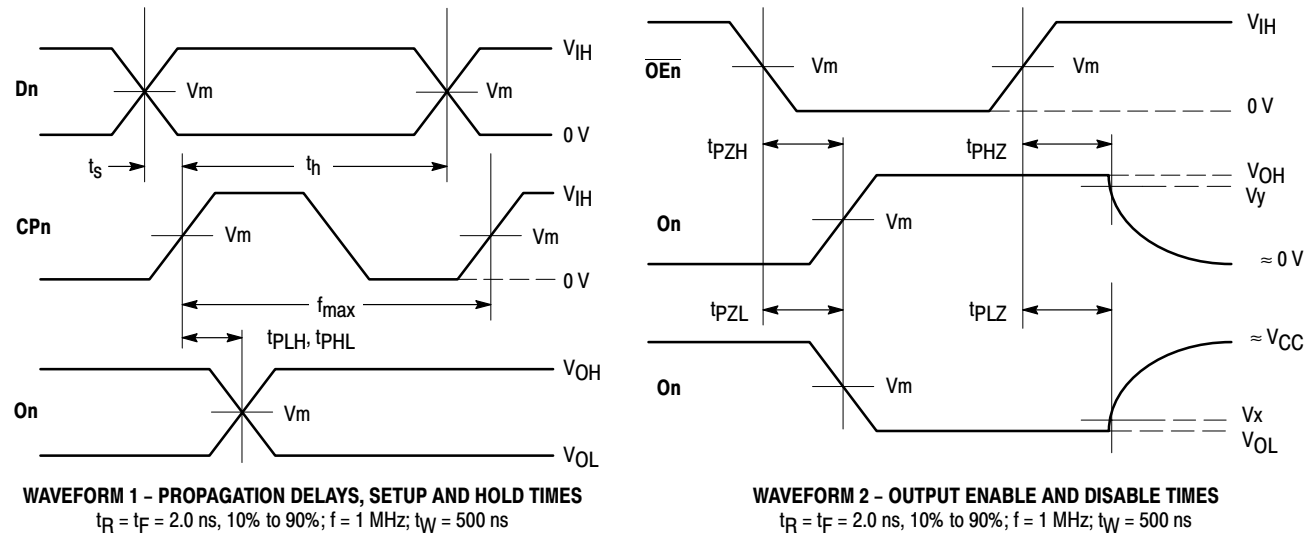 Dn
Vm
Vm
VIH
0 V
ts
th
CPn
Vm
Vm
VIH
0 V
fmax
tPLH, tPHL
On
Vm
VOH
VOL
WAVEFORM 1 – PROPAGATION DELAYS, SETUP AND HOLD TIMES
tR = tF = 2.0 ns, 10% to 90%; f = 1 MHz; tW = 500 ns
OEn
Vm
Vm
VIH
0 V
tPZH
tPHZ
On
Vm
VOH
Vy
≈ 0 V
tPZL
tPLZ
On
Vm
≈ VCC
Vx
VOL
WAVEFORM 2 – OUTPUT ENABLE AND DISABLE TIMES
tR = tF = 2.0 ns, 10% to 90%; f = 1 MHz; tW = 500 ns